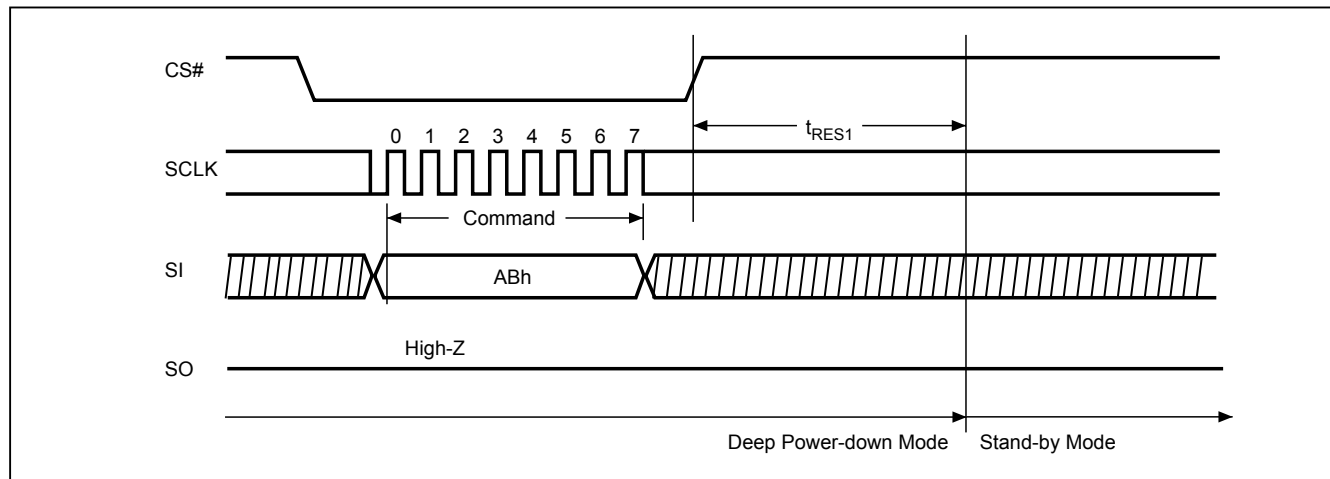 CS#
tRES1
0 1 2 3 4 5 6 7
SCLK
Command
SI
ABh
High-Z
SO
Deep Power-down Mode Stand-by Mode